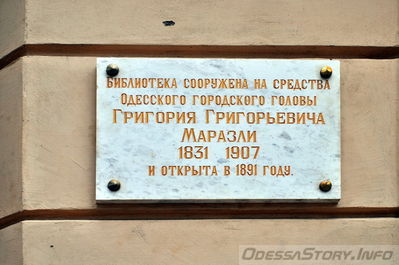 Библиотека сооружена на средства
Одесского городского головы
Григория Григорьевича
Маразли
1831 1907
и открыта в 1891 году.
OdessaStory.Info